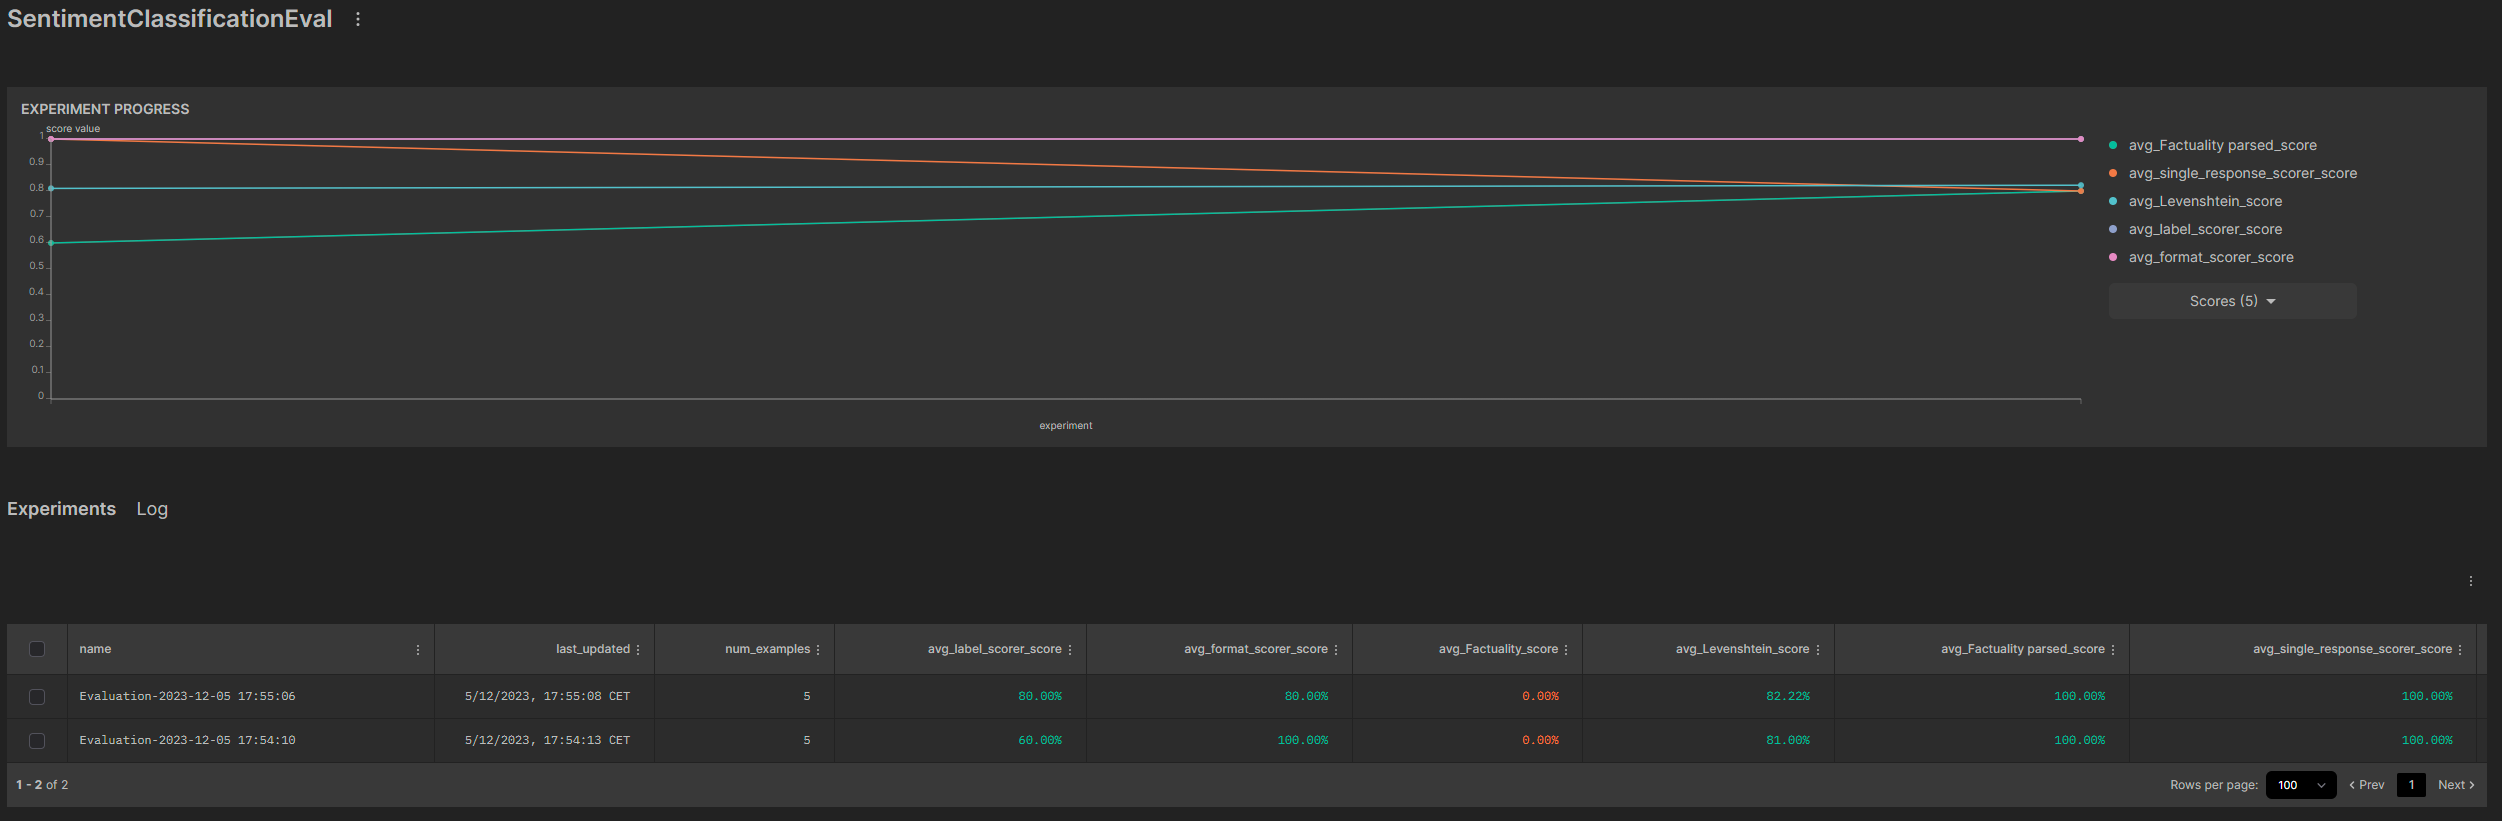 SentimentClassificationEval
EXPERIMENT PROGRESS
score value
1
0.9
0.8
0.7
0.6
0.5
0.4
0.3
0.2
0.1
0
experiment
avg_Factuality parsed_score
avg_single_response_scorer_score
avg_Levenshtein_score
avg_label_scorer_score
avg_format_scorer_score
Scores (5)
Experiments Log
name last_updated num_examples avg_label_scorer_score avg_format_scorer_score avg_Factuality_score avg_Levenshtein_score avg_Factuality parsed_score avg_single_response_scorer_score
Evaluation-2023-12-05 17:55:06 5/12/2023, 17:55:08 CET 5 80.00% 80.00% 0.00% 82.22% 100.00% 100.00%
Evaluation-2023-12-05 17:54:10 5/12/2023, 17:54:13 CET 5 60.00% 100.00% 0.00% 81.00% 100.00% 100.00%
1 - 2 of 2 Rows per page: 100 Prev 1 Next